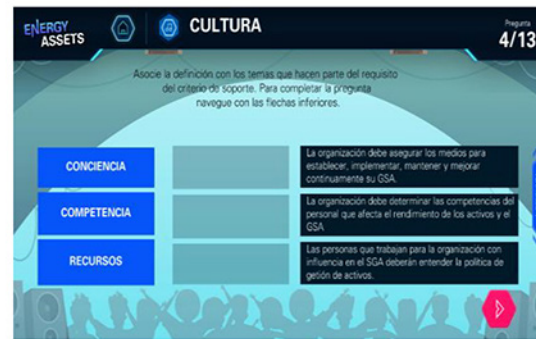 ENERGY
ASSETS
CULTURA
Pregunta
4/13
Asocie la definición con los temas que hacen parte del requisito
del criterio de soporte. Para completar la pregunta
navegue con las flechas inferiores.
CONCIENCIA
La organización debe asegurar los medios para
establecer, implementar, mantener y mejorar
continuamente su GSA.
COMPETENCIA
La organización debe determinar las competencias del
personal que afecta el rendimiento de los activos y el
GSA
RECURSOS
Las personas que trabajan para la organización con
influencia en el SGA deberán entender la política de
getión de activos.